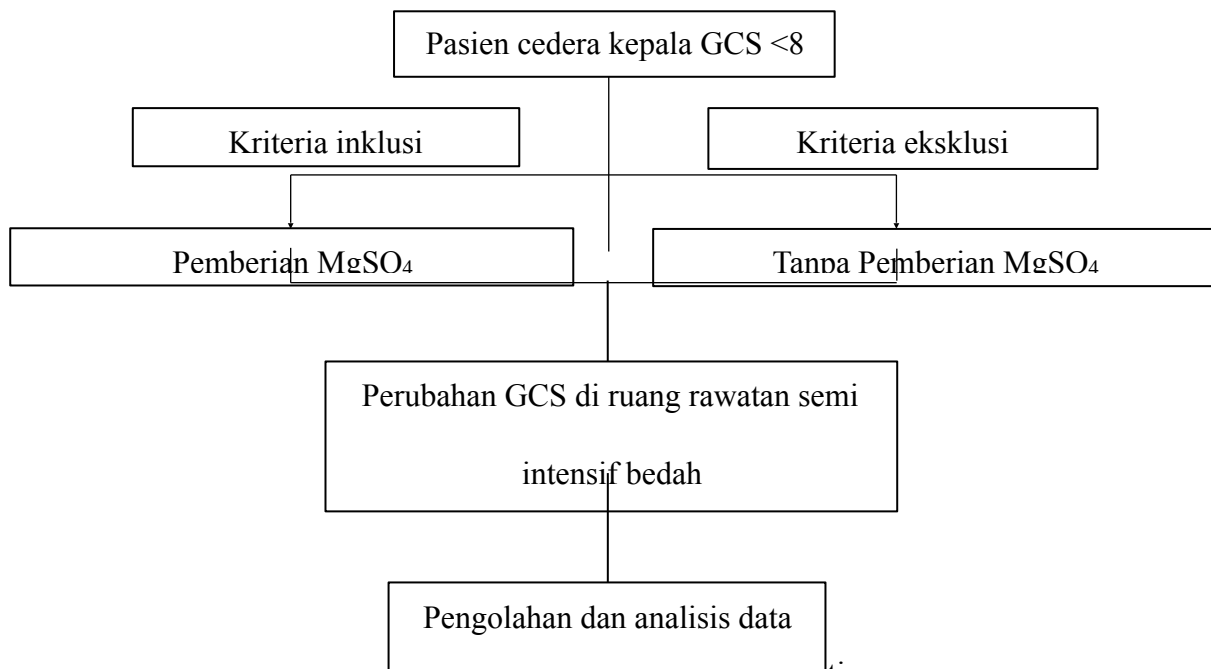 Pasien cedera kepala GCS <8
Kriteria inklusi
Kriteria eksklusi
Pemberian MgSO₄
Tanpa Pemberian MgSO₄
Perubahan GCS di ruang rawatan semi
intensif bedah
Pengolahan dan analisis data